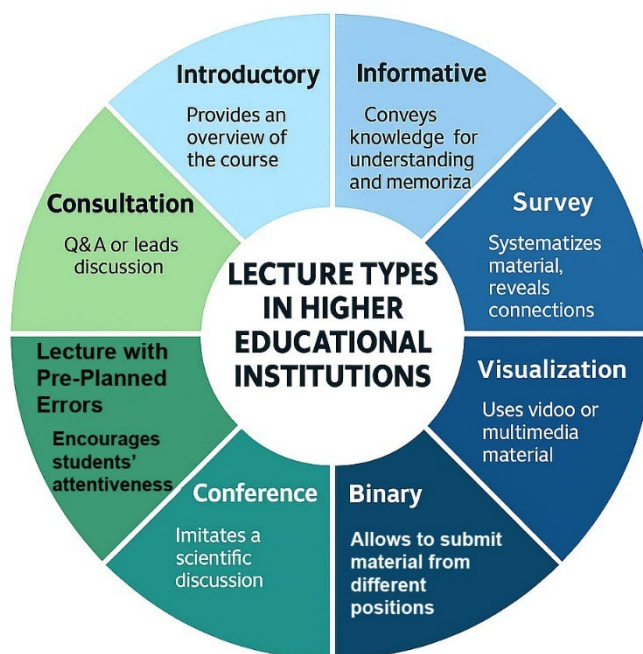 LECTURE TYPES
IN HIGHER
EDUCATIONAL
INSTITUTIONS
Introductory
Provides an
overview of
the course
Informative
Conveys
knowledge for
understanding
and memoriza
Survey
Systematizes
material,
reveals
connections
Visualization
Uses vidoo or
multimedia
material
Binary
Allows to submit
material from
different
positions
Conference
Imitates a
scientific
discussion
Lecture with
Pre-Planned
Errors
Encourages
students'
attentiveness
Consultation
Q&A or leads
discussion